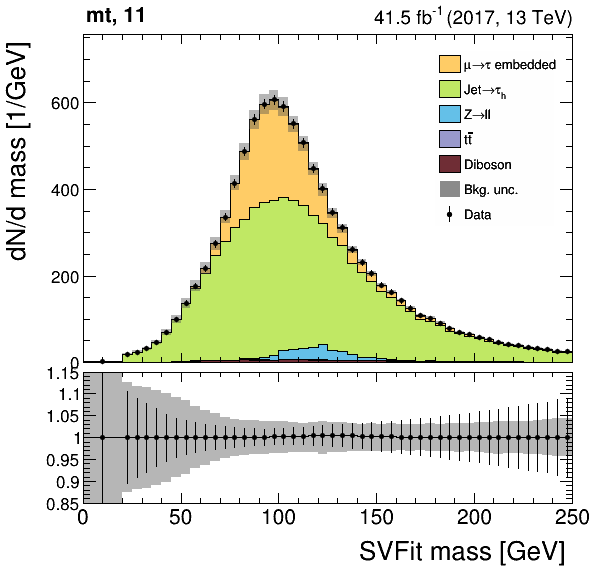 mt, 11
41.5 fb⁻¹ (2017, 13 TeV)
dN/d mass [1/GeV]
600
400
200
0
μ→τ embedded
Jet→τₕ
Z→ll
tt̄
Diboson
Bkg. unc.
Data
1.15
1.1
1.05
1
0.95
0.9
0.85
0 50 100 150 200 250
SVFit mass [GeV]